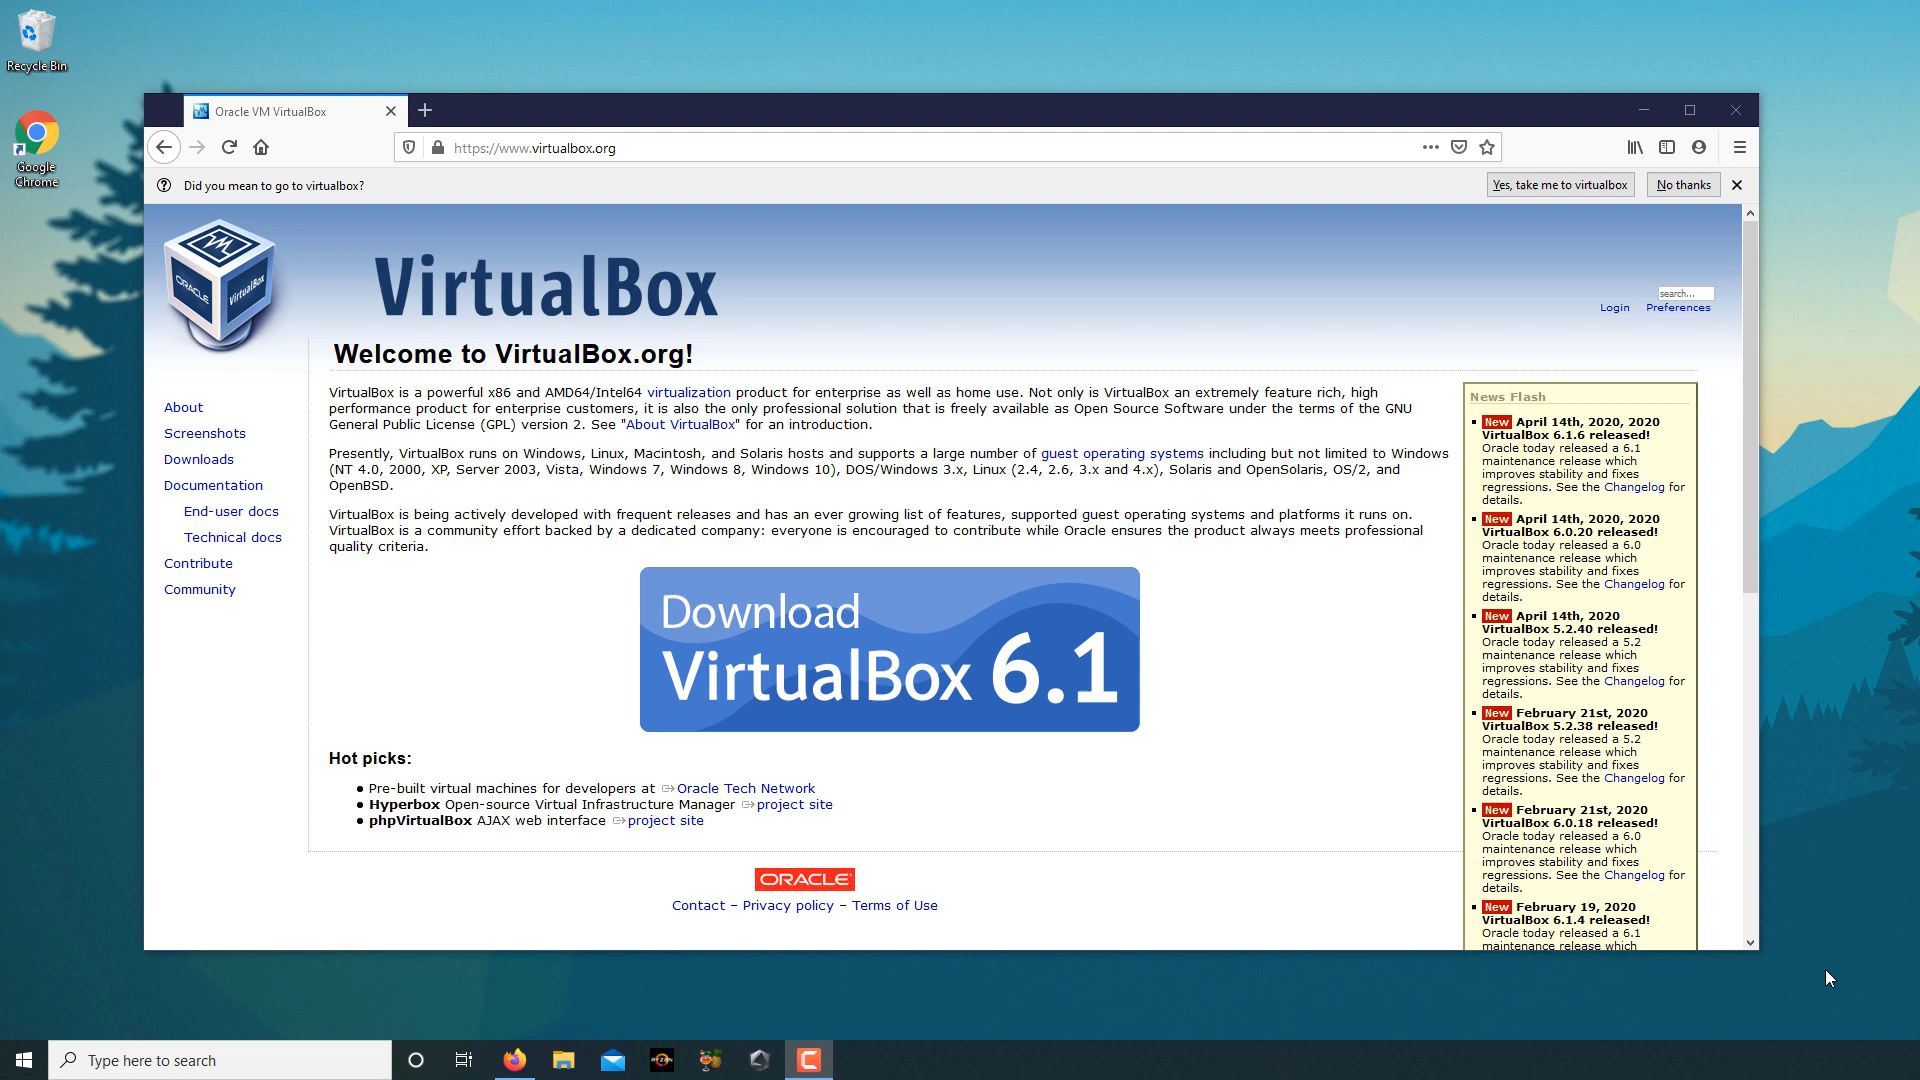 Recycle Bin
Google
Chrome
Oracle VM VirtualBox
https://www.virtualbox.org
Did you mean to go to virtualbox?
Yes, take me to virtualbox
No thanks
ORACLE
VirtualBox
VirtualBox
search...
Login
Preferences
Welcome to VirtualBox.org!
About
Screenshots
Downloads
Documentation
End-user docs
Technical docs
Contribute
Community
VirtualBox is a powerful x86 and AMD64/Intel64 virtualization product for enterprise as well as home use. Not only is VirtualBox an extremely feature rich, high
performance product for enterprise customers, it is also the only professional solution that is freely available as Open Source Software under the terms of the GNU
General Public License (GPL) version 2. See "About VirtualBox" for an introduction.
Presently, VirtualBox runs on Windows, Linux, Macintosh, and Solaris hosts and supports a large number of guest operating systems including but not limited to Windows
(NT 4.0, 2000, XP, Server 2003, Vista, Windows 7, Windows 8, Windows 10), DOS/Windows 3.x, Linux (2.4, 2.6, 3.x and 4.x), Solaris and OpenSolaris, OS/2, and
OpenBSD.
VirtualBox is being actively developed with frequent releases and has an ever growing list of features, supported guest operating systems and platforms it runs on.
VirtualBox is a community effort backed by a dedicated company: everyone is encouraged to contribute while Oracle ensures the product always meets professional
quality criteria.
Download
VirtualBox 6.1
Hot picks:
Pre-built virtual machines for developers at Oracle Tech Network
Hyperbox Open-source Virtual Infrastructure Manager project site
phpVirtualBox AJAX web interface project site
ORACLE
Contact – Privacy policy – Terms of Use
News Flash
New April 14th, 2020, 2020
VirtualBox 6.1.6 released!
Oracle today released a 6.1
maintenance release which
improves stability and fixes
regressions. See the Changelog for
details.
New April 14th, 2020, 2020
VirtualBox 6.0.20 released!
Oracle today released a 6.0
maintenance release which
improves stability and fixes
regressions. See the Changelog for
details.
New April 14th, 2020
VirtualBox 5.2.40 released!
Oracle today released a 5.2
maintenance release which
improves stability and fixes
regressions. See the Changelog for
details.
New February 21st, 2020
VirtualBox 5.2.38 released!
Oracle today released a 5.2
maintenance release which
improves stability and fixes
regressions. See the Changelog for
details.
New February 21st, 2020
VirtualBox 6.0.18 released!
Oracle today released a 6.0
maintenance release which
improves stability and fixes
regressions. See the Changelog for
details.
New February 19, 2020
VirtualBox 6.1.4 released!
Oracle today released a 6.1
maintenance release which
Type here to search
RYZEN